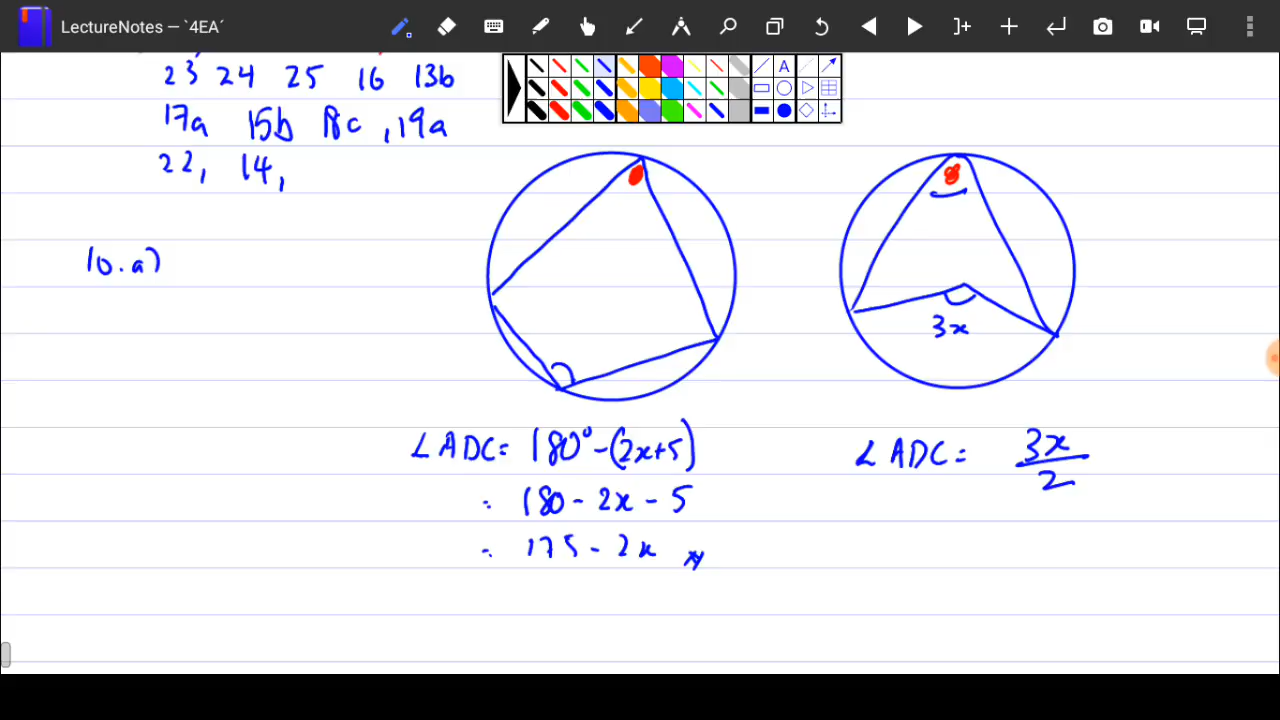 LectureNotes — `4EA´
23 24 25 16 13b
17a 15b 18c , 19a
22, 14,
10. a)
3x
∠ADC = 180° - (2x+5)
= 180 - 2x - 5
= 175 - 2x
∠ADC = 3x/2